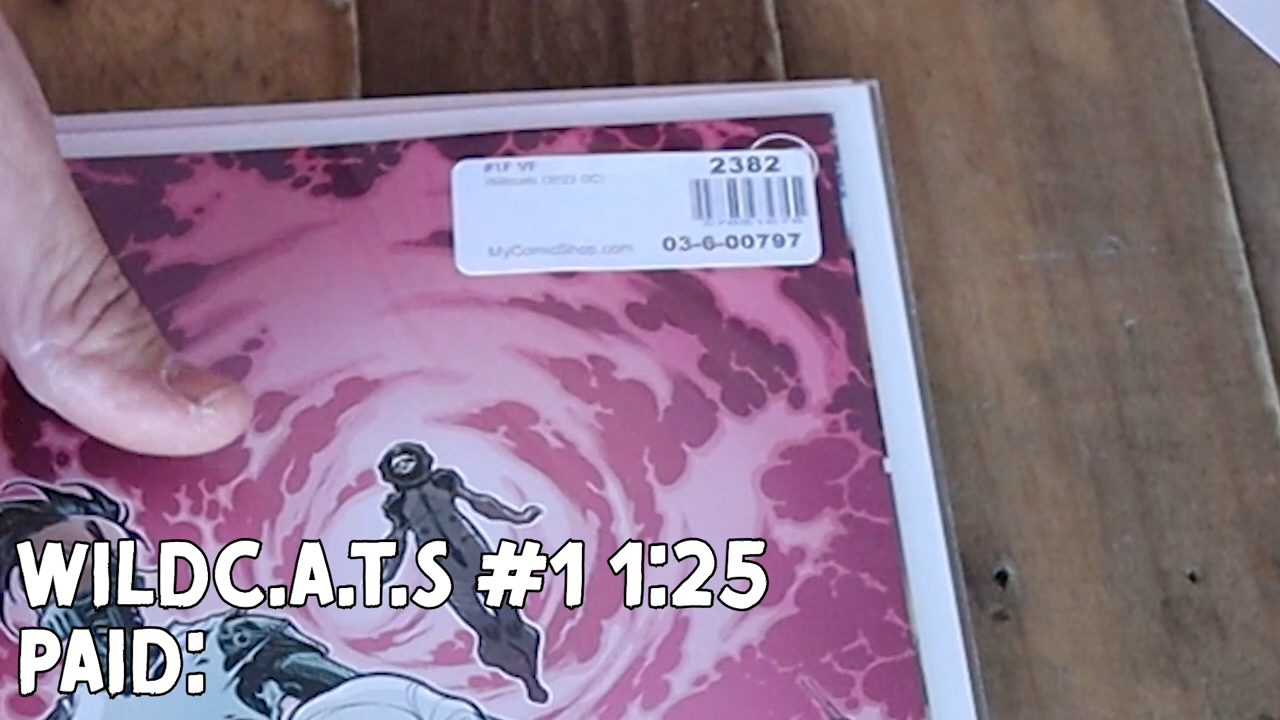 #1F VF
2382
MyComicShop.com
03-6-00797
WILDC.A.T.S #1 1:25
PAID: